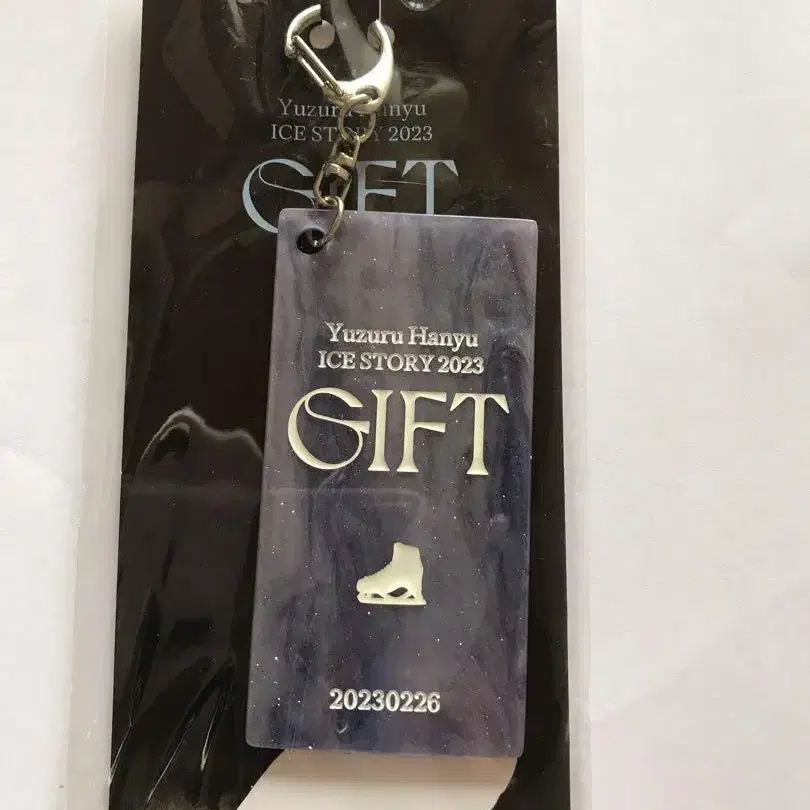 Yuzuru Hanyu
ICE STORY 2023
GIFT
Yuzuru Hanyu
ICE STORY 2023
GIFT
20230226